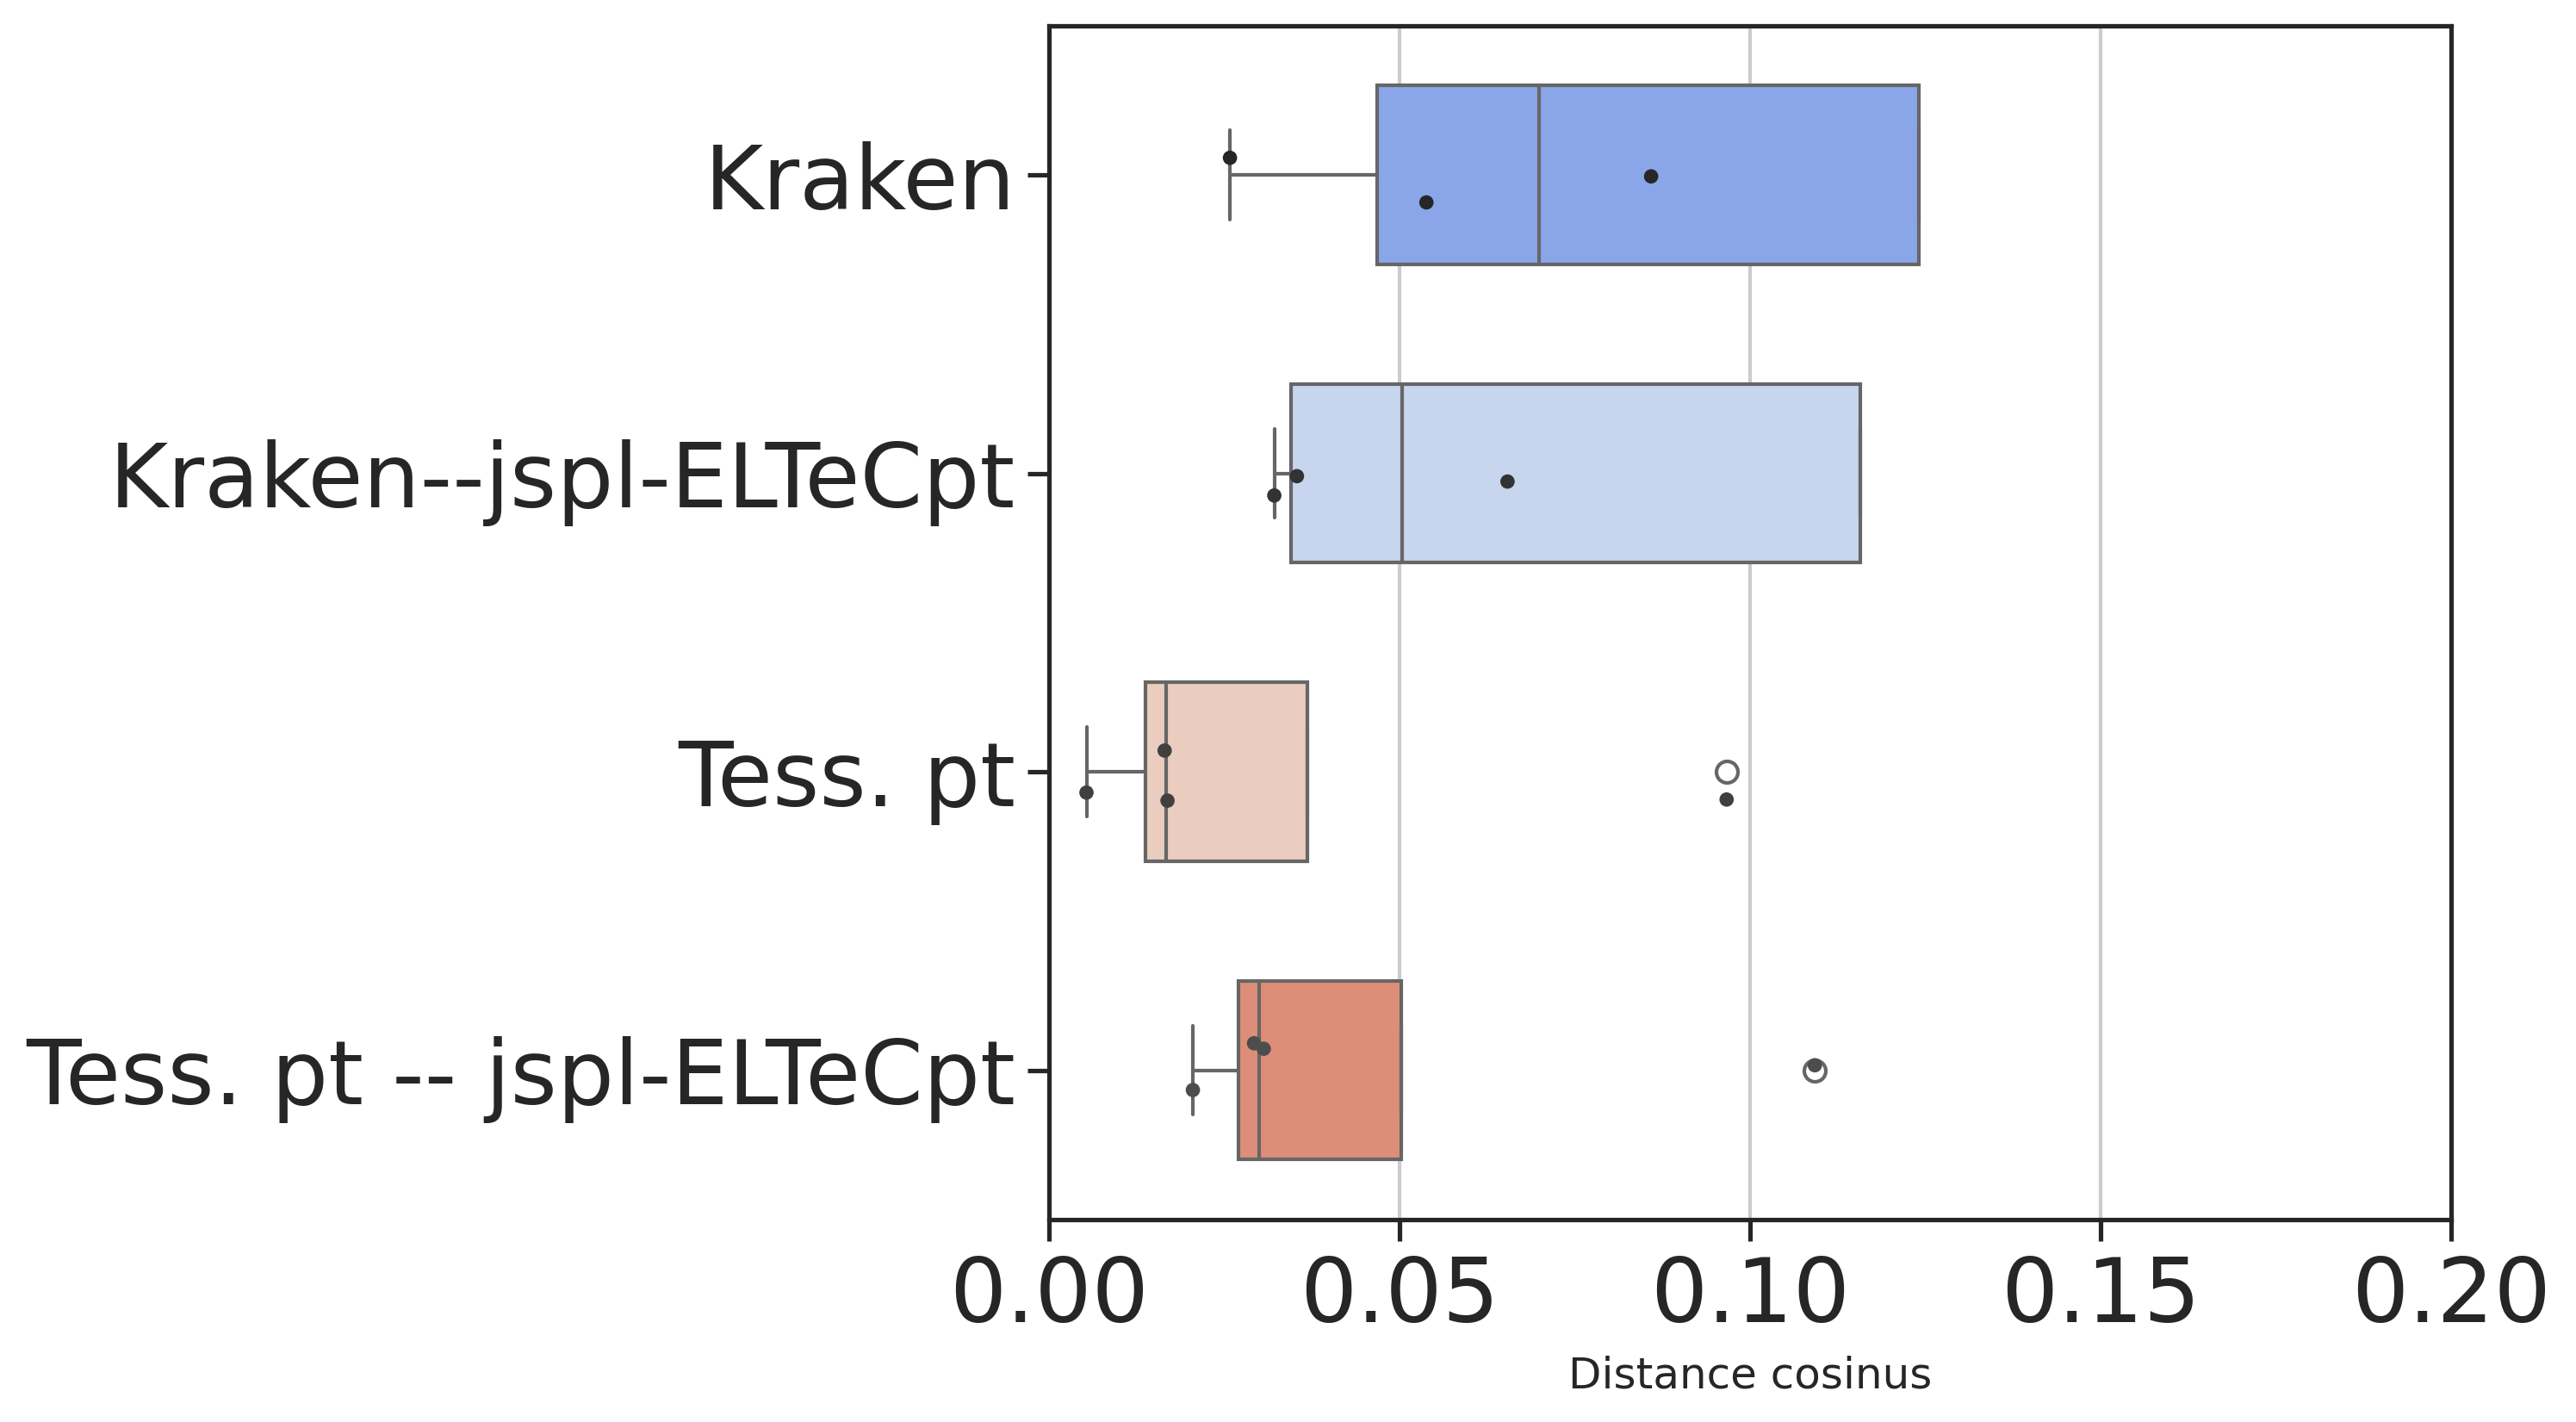 Kraken
Kraken--jspl-ELTeCpt
Tess. pt
Tess. pt -- jspl-ELTeCpt
0.00 0.05 0.10 0.15 0.20
Distance cosinus